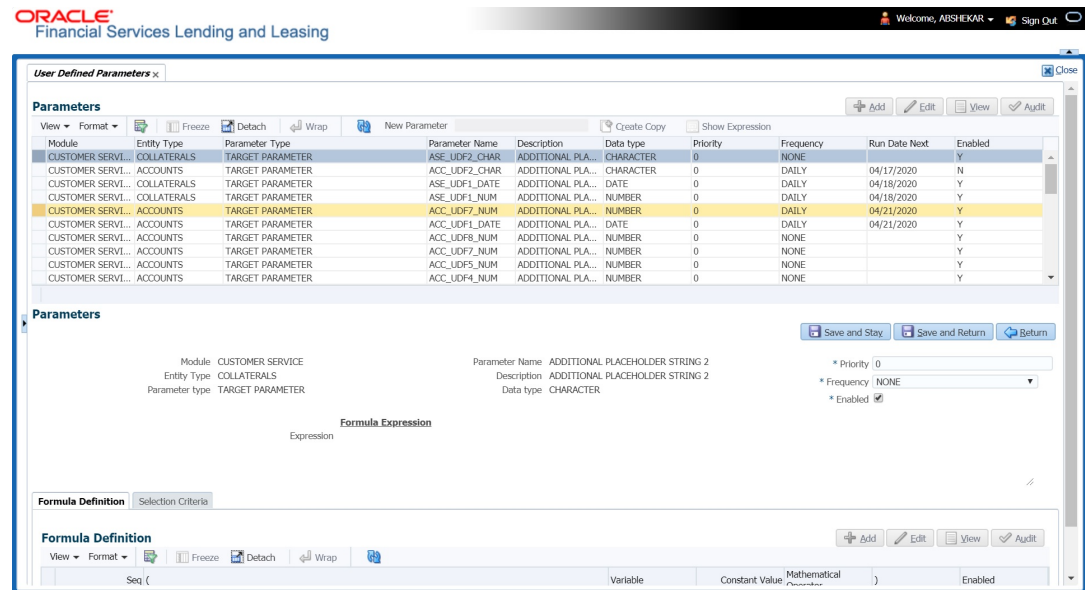 ORACLE®
Financial Services Lending and Leasing
Welcome, ABSHEKAR
Sign Out
User Defined Parameters x
Close
Parameters
Add Edit View Audit
View Format Freeze Detach Wrap New Parameter Create Copy Show Expression
Module Entity Type Parameter Type Parameter Name Description Data type Priority Frequency Run Date Next Enabled
CUSTOMER SERVI... COLLATERALS TARGET PARAMETER ASE_UDF2_CHAR ADDITIONAL PLA... CHARACTER 0 NONE Y
CUSTOMER SERVI... ACCOUNTS TARGET PARAMETER ACC_UDF2_CHAR ADDITIONAL PLA... CHARACTER 0 DAILY 04/17/2020 N
CUSTOMER SERVI... COLLATERALS TARGET PARAMETER ASE_UDF1_DATE ADDITIONAL PLA... DATE 0 DAILY 04/18/2020 Y
CUSTOMER SERVI... COLLATERALS TARGET PARAMETER ASE_UDF1_NUM ADDITIONAL PLA... NUMBER 0 DAILY 04/18/2020 Y
CUSTOMER SERVI... ACCOUNTS TARGET PARAMETER ACC_UDF7_NUM ADDITIONAL PLA... NUMBER 0 DAILY 04/21/2020 Y
CUSTOMER SERVI... ACCOUNTS TARGET PARAMETER ACC_UDF1_DATE ADDITIONAL PLA... DATE 0 DAILY 04/21/2020 Y
CUSTOMER SERVI... ACCOUNTS TARGET PARAMETER ACC_UDF8_NUM ADDITIONAL PLA... NUMBER 0 NONE Y
CUSTOMER SERVI... ACCOUNTS TARGET PARAMETER ACC_UDF7_NUM ADDITIONAL PLA... NUMBER 0 NONE Y
CUSTOMER SERVI... ACCOUNTS TARGET PARAMETER ACC_UDF5_NUM ADDITIONAL PLA... NUMBER 0 NONE Y
CUSTOMER SERVI... ACCOUNTS TARGET PARAMETER ACC_UDF4_NUM ADDITIONAL PLA... NUMBER 0 NONE Y
Parameters
Save and Stay Save and Return Return
Module CUSTOMER SERVICE Parameter Name ADDITIONAL PLACEHOLDER STRING 2 * Priority 0
Entity Type COLLATERALS Description ADDITIONAL PLACEHOLDER STRING 2 * Frequency NONE
Parameter type TARGET PARAMETER Data type CHARACTER * Enabled
Formula Expression
Expression
Formula Definition Selection Criteria
Formula Definition
Add Edit View Audit
View Format Freeze Detach Wrap
Seq ( Variable Constant Value Mathematical Operator ) Enabled